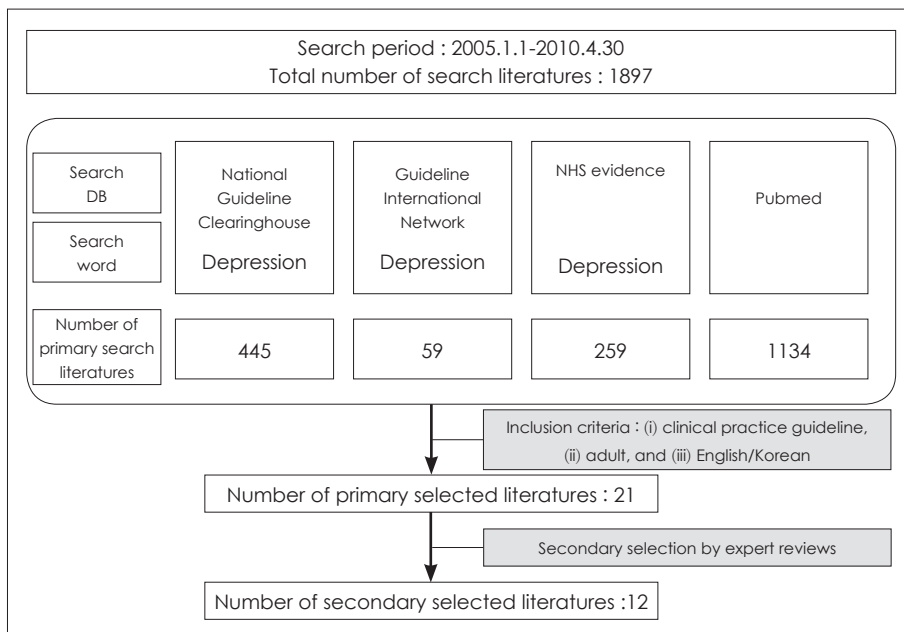 Search period : 2005.1.1-2010.4.30
Total number of search literatures : 1897
Search
DB
National
Guideline
Clearinghouse
Guideline
International
Network
NHS evidence
Pubmed
Search
word
Depression
Depression
Depression
Number of
primary search
literatures
445
59
259
1134
Inclusion criteria : (i) clinical practice guideline,
(ii) adult, and (iii) English/Korean
Number of primary selected literatures : 21
Secondary selection by expert reviews
Number of secondary selected literatures :12